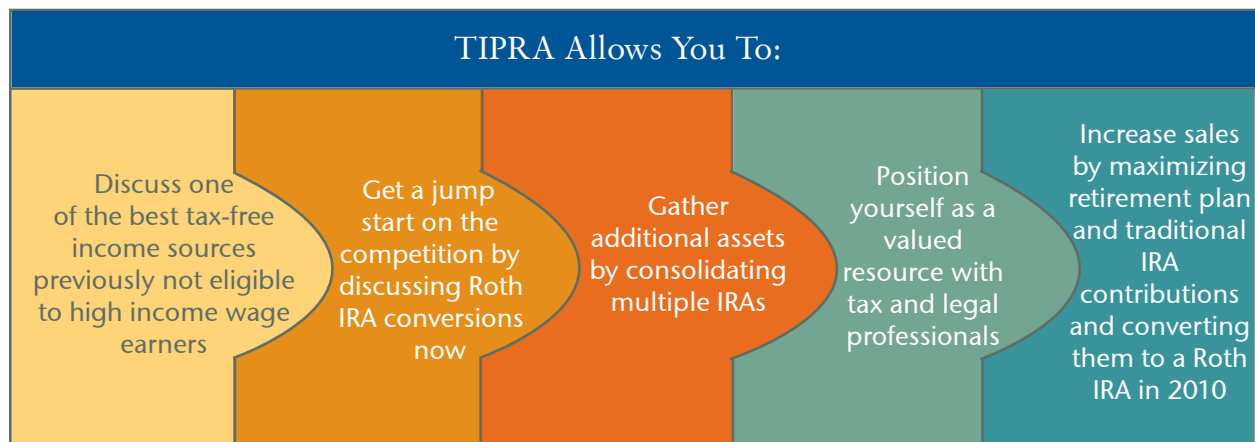 TIPRA Allows You To:
Discuss one
of the best tax-free
income sources
previously not eligible
to high income wage
earners
Get a jump
start on the
competition by
discussing Roth
IRA conversions
now
Gather
additional assets
by consolidating
multiple IRAs
Position
yourself as a
valued
resource with
tax and legal
professionals
Increase sales
by maximizing
retirement plan
and traditional
IRA
contributions
and converting
them to a Roth
IRA in 2010